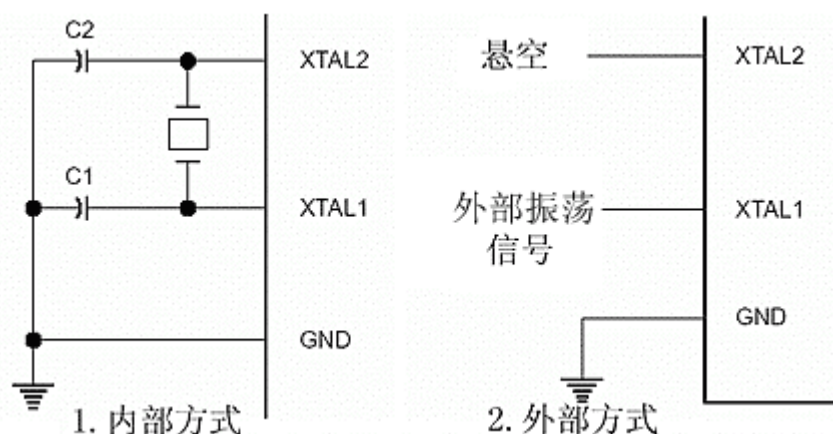 C2
XTAL2
C1
XTAL1
GND
1. 内部方式
悬空
XTAL2
外部振荡
信号
XTAL1
GND
2. 外部方式